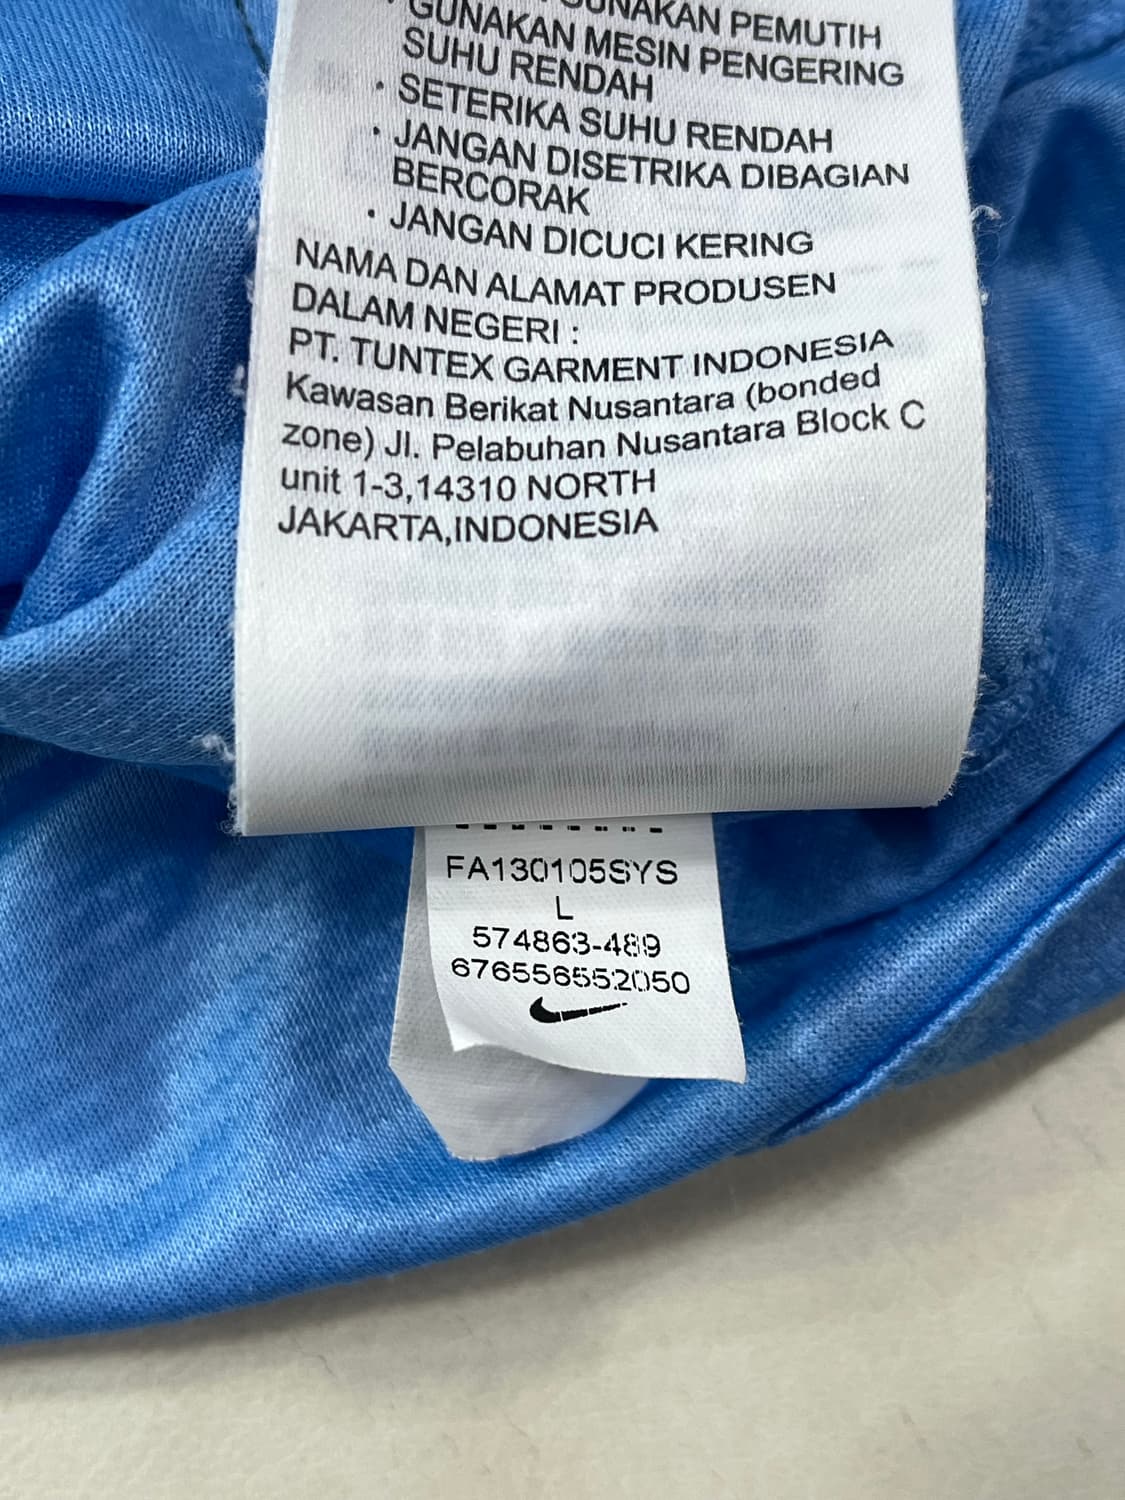 GUNAKAN PEMUTIH
· GUNAKAN MESIN PENGERING
SUHU RENDAH
· SETERIKA SUHU RENDAH
· JANGAN DISETRIKA DIBAGIAN
BERCORAK
· JANGAN DICUCI KERING
NAMA DAN ALAMAT PRODUSEN
DALAM NEGERI :
PT. TUNTEX GARMENT INDONESIA
Kawasan Berikat Nusantara (bonded
zone) Jl. Pelabuhan Nusantara Block C
unit 1-3,14310 NORTH
JAKARTA,INDONESIA
FA130105SYS
L
574863-489
676556552050